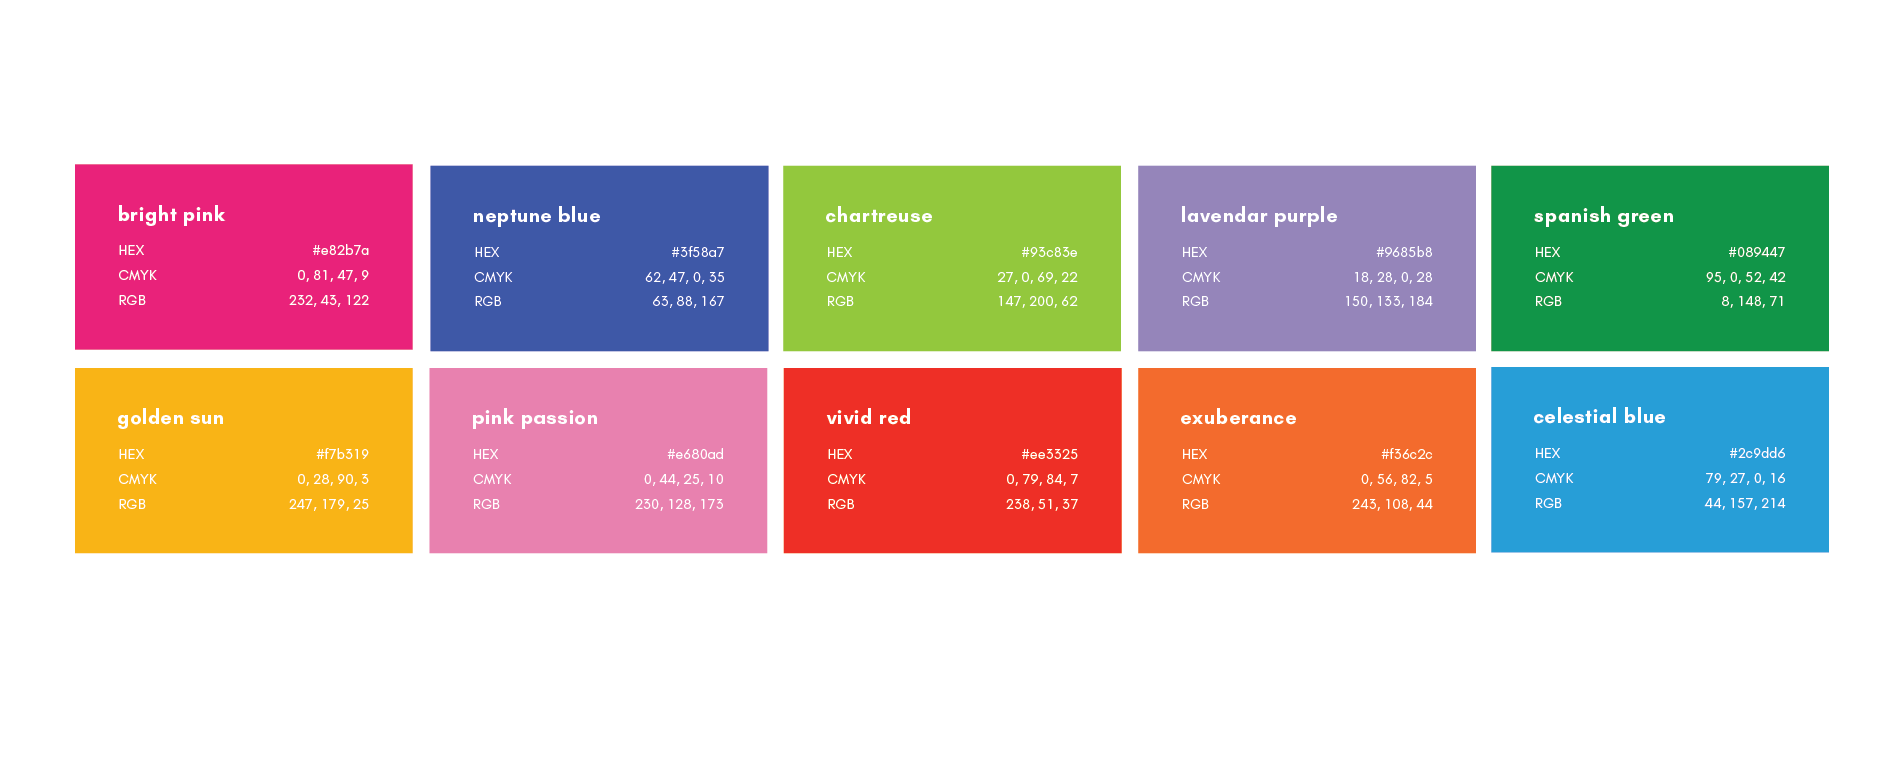 bright pink
HEX #e82b7a
CMYK 0, 81, 47, 9
RGB 232, 43, 122
neptune blue
HEX #3f58a7
CMYK 62, 47, 0, 35
RGB 63, 88, 167
chartreuse
HEX #93c83e
CMYK 27, 0, 69, 22
RGB 147, 200, 62
lavendar purple
HEX #9685b8
CMYK 18, 28, 0, 28
RGB 150, 133, 184
spanish green
HEX #089447
CMYK 95, 0, 52, 42
RGB 8, 148, 71
golden sun
HEX #f7b319
CMYK 0, 28, 90, 3
RGB 247, 179, 25
pink passion
HEX #e680ad
CMYK 0, 44, 25, 10
RGB 230, 128, 173
vivid red
HEX #ee3325
CMYK 0, 79, 84, 7
RGB 238, 51, 37
exuberance
HEX #f36c2c
CMYK 0, 56, 82, 5
RGB 243, 108, 44
celestial blue
HEX #2c9dd6
CMYK 79, 27, 0, 16
RGB 44, 157, 214